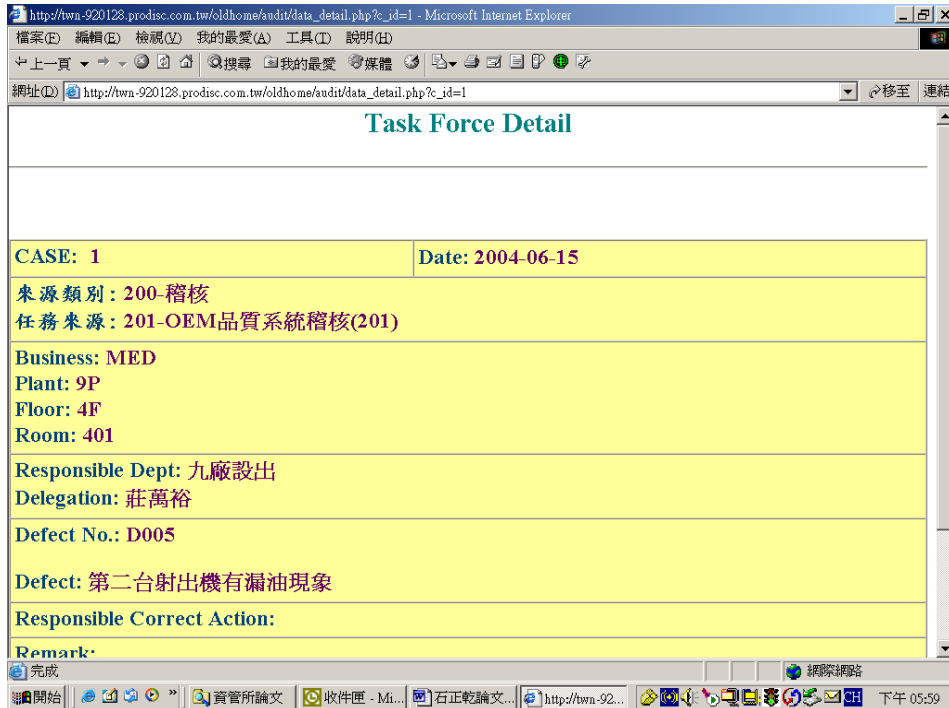 http://twn-920128.prodisc.com.tw/oldhome/audit/data_detail.php?c_id=1 - Microsoft Internet Explorer
檔案(F) 編輯(E) 檢視(V) 我的最愛(A) 工具(T) 說明(H)
上一頁 搜尋 我的最愛 媒體
網址(D) http://twn-920128.prodisc.com.tw/oldhome/audit/data_detail.php?c_id=1 移至 連結
Task Force Detail
CASE: 1 Date: 2004-06-15
來源類別: 200-稽核
任務來源: 201-OEM品質系統稽核(201)
Business: MED
Plant: 9P
Floor: 4F
Room: 401
Responsible Dept: 九廠設出
Delegation: 莊萬裕
Defect No.: D005
Defect: 第二台射出機有漏油現象
Responsible Correct Action:
Remark:
完成 網際網路
開始 資管所論文 收件匣 - Mi... 石正乾論文... http://twn-92... CH 下午 05:59